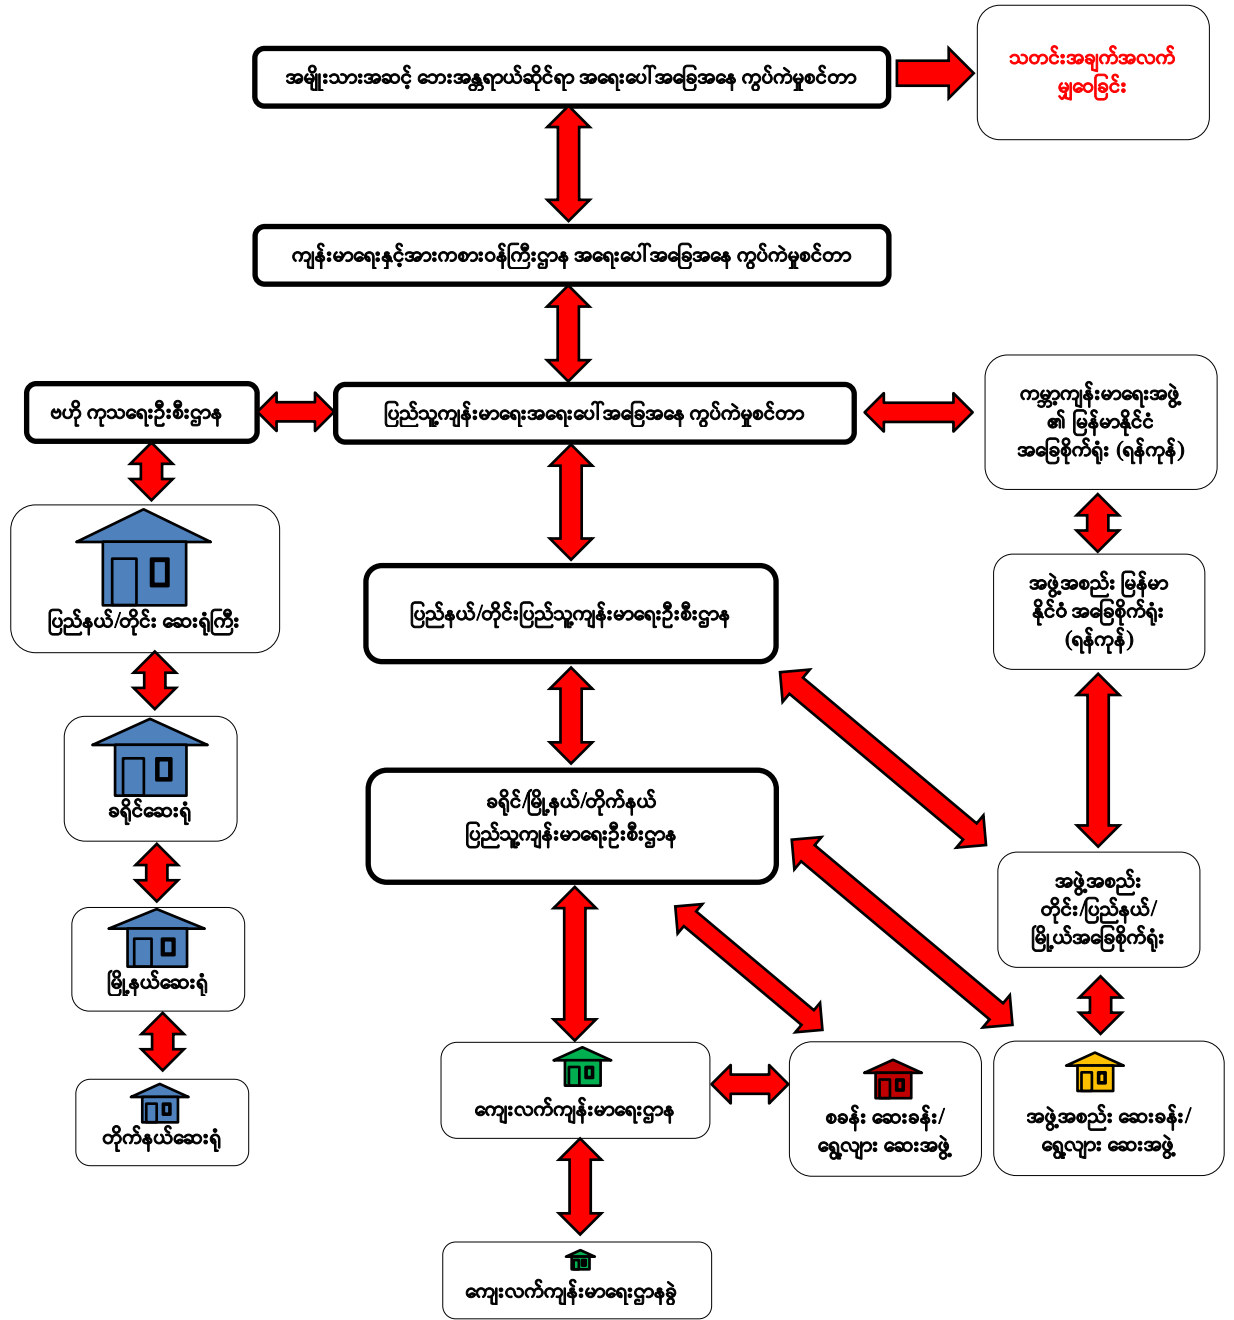 အမျိုးသားအဆင့် ဘေးအန္တရာယ်ဆိုင်ရာ အရေးပေါ်အခြေအနေ ကွပ်ကဲမှုစင်တာ
သတင်းအချက်အလက်
မျှဝေခြင်း
ကျန်းမာရေးနှင့်အားကစားဝန်ကြီးဌာန အရေးပေါ်အခြေအနေ ကွပ်ကဲမှုစင်တာ
ဗဟို ကုသရေးဦးစီးဌာန
ပြည်သူ့ကျန်းမာရေးအရေးပေါ်အခြေအနေ ကွပ်ကဲမှုစင်တာ
ကမ္ဘာ့ကျန်းမာရေးအဖွဲ့
၏ မြန်မာနိုင်ငံ
အခြေစိုက်ရုံး (ရန်ကုန်)
ပြည်နယ်/တိုင်း ဆေးရုံကြီး
ပြည်နယ်/တိုင်းပြည်သူ့ကျန်းမာရေးဦးစီးဌာန
အဖွဲ့အစည်း မြန်မာ
နိုင်ငံ အခြေစိုက်ရုံး
(ရန်ကုန်)
ခရိုင်ဆေးရုံ
ခရိုင်/မြို့နယ်/တိုက်နယ်
ပြည်သူ့ကျန်းမာရေးဦးစီးဌာန
အဖွဲ့အစည်း
တိုင်း/ပြည်နယ်/
မြို့ယ်အခြေစိုက်ရုံး
မြို့နယ်ဆေးရုံ
တိုက်နယ်ဆေးရုံ
ကျေးလက်ကျန်းမာရေးဌာန
စခန်း ဆေးခန်း/
ရွေ့လျား ဆေးအဖွဲ့
အဖွဲ့အစည်း ဆေးခန်း/
ရွေ့လျား ဆေးအဖွဲ့
ကျေးလက်ကျန်းမာရေးဌာနခွဲ